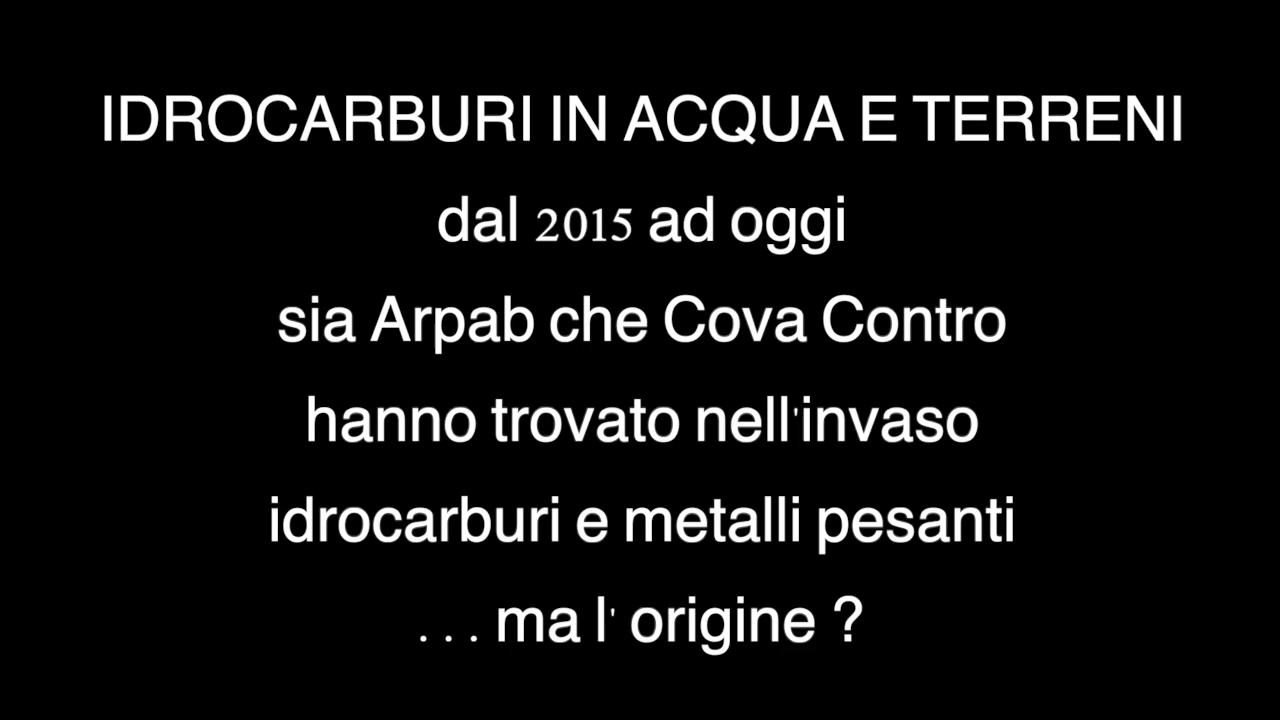 IDROCARBURI IN ACQUA E TERRENI
dal 2015 ad oggi
sia Arpab che Cova Contro
hanno trovato nell'invaso
idrocarburi e metalli pesanti
. . . ma l' origine ?